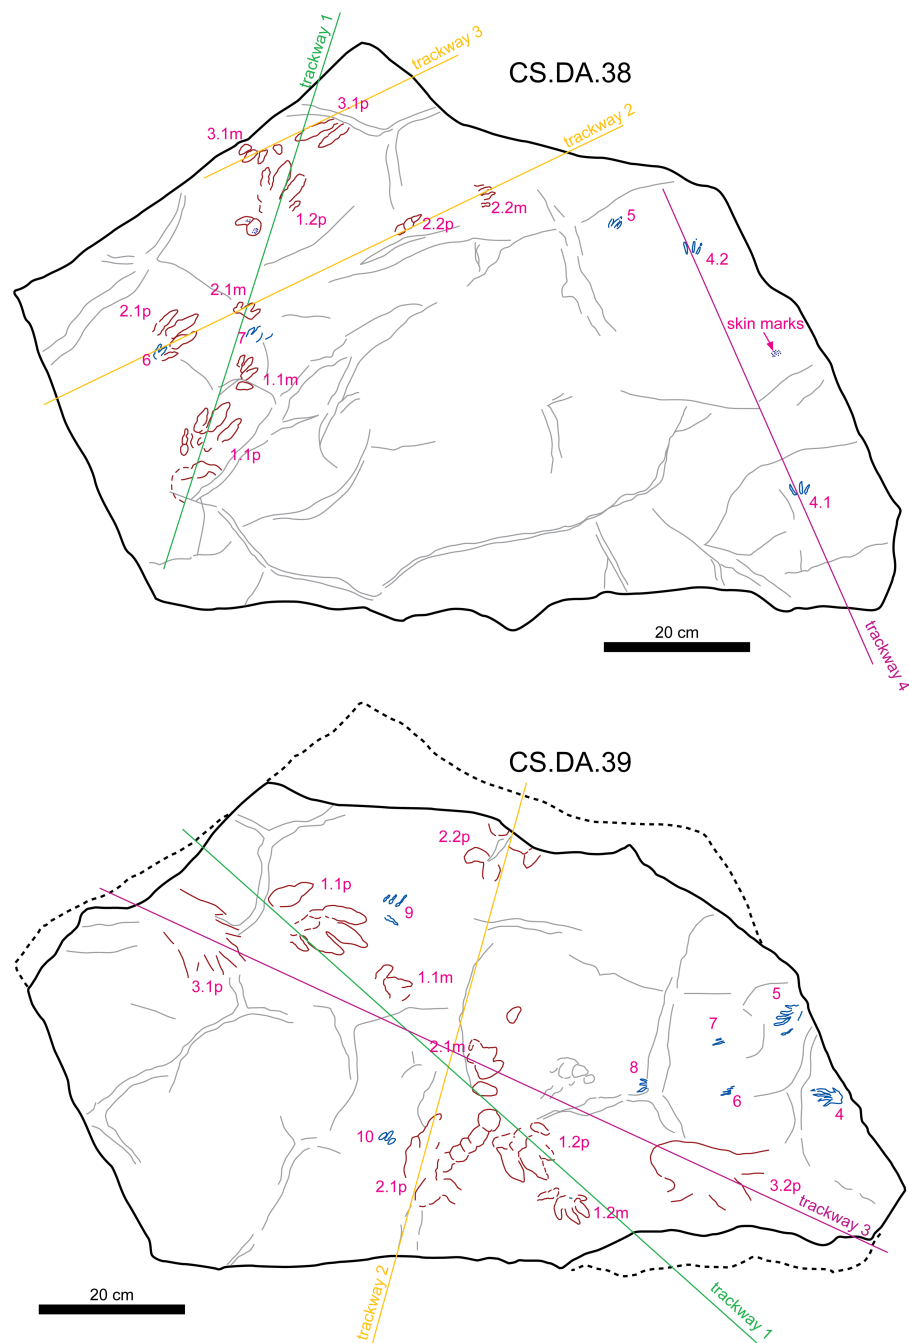 trackway 1
trackway 3
CS.DA.38
3.1p
trackway 2
3.1m
2.2m
1.2p
2.2p
5
4.2
2.1m
2.1p
7
skin marks
6
1.1m
1.1p
4.1
20 cm
trackway 4
CS.DA.39
2.2p
1.1p
9
1.1m
3.1p
5
7
2.1m
8
6
4
10
1.2p
2.1p
3.2p
1.2m
trackway 3
trackway 2
trackway 1
20 cm